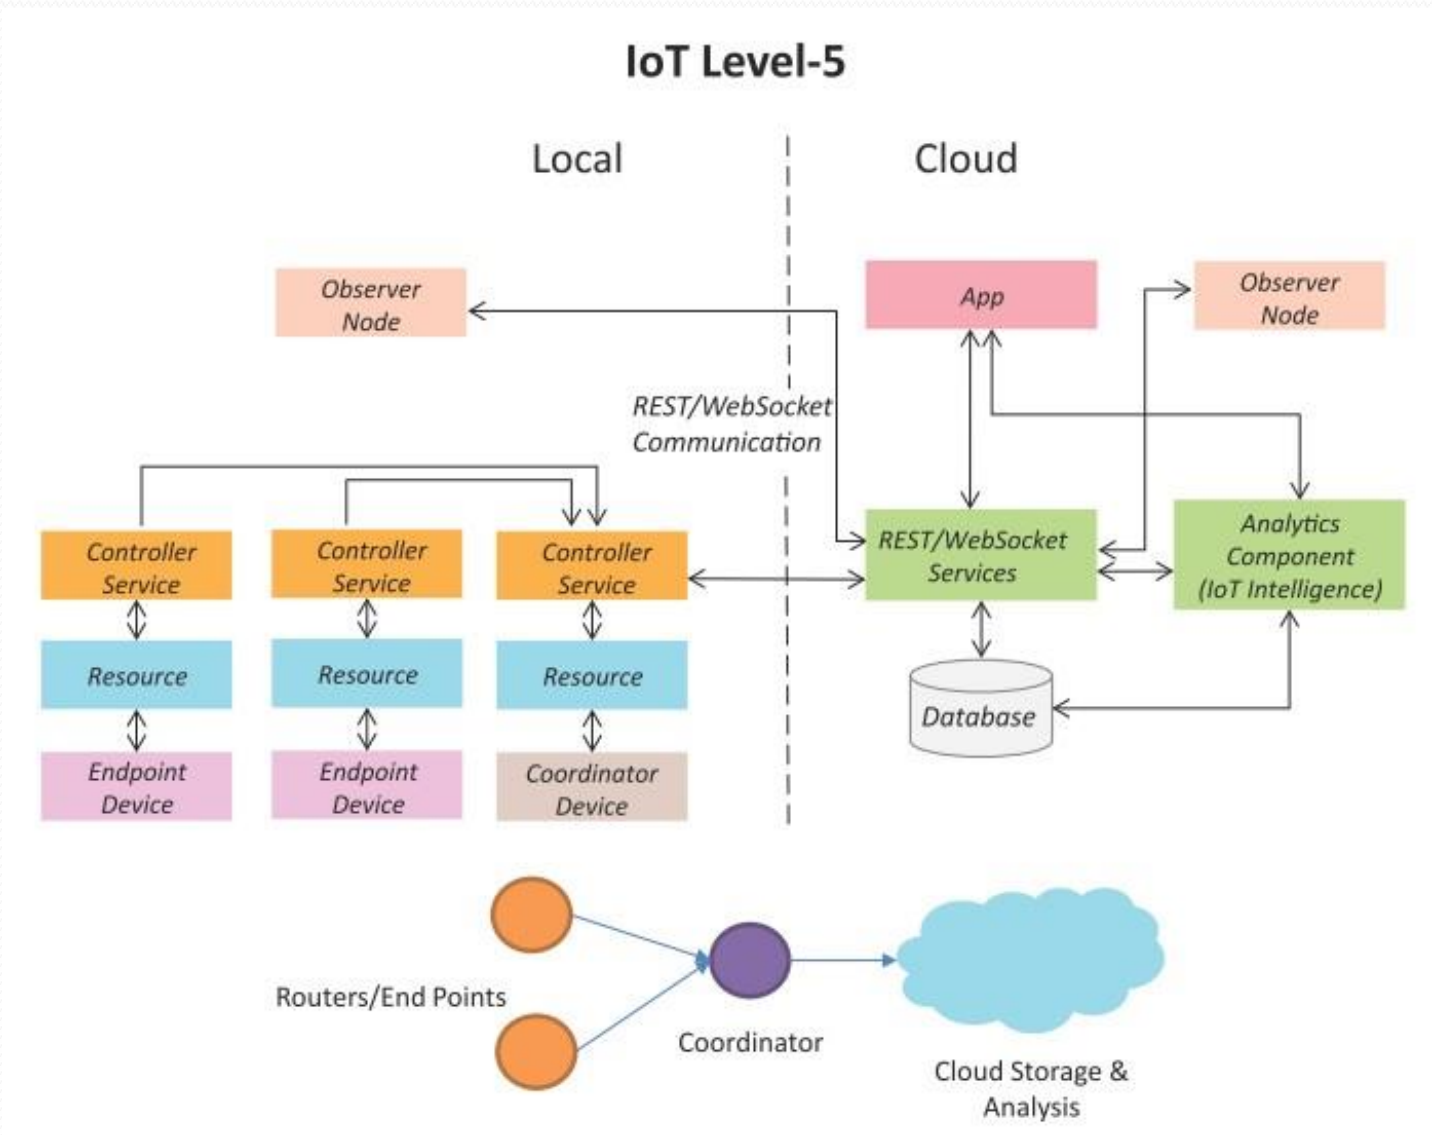 IoT Level-5
Local
Cloud
Observer
Node
App
Observer
Node
REST/WebSocket
Communication
Controller
Service
Controller
Service
Controller
Service
REST/WebSocket
Services
Analytics
Component
(IoT Intelligence)
Resource
Resource
Resource
Database
Endpoint
Device
Endpoint
Device
Coordinator
Device
Routers/End Points
Coordinator
Cloud Storage &
Analysis